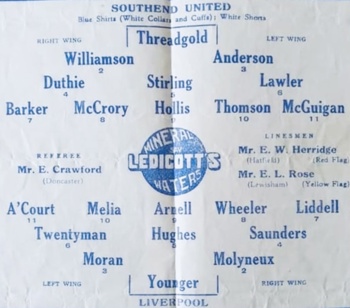 SOUTHEND UNITED
Blue Shirts (White Collars and Cuffs); White Shorts
RIGHT WING Threadgold LEFT WING
Williamson Anderson
2 3
Duthie Stirling Lawler
4 5 6
Barker McCrory Hollis Thomson McGuigan
7 8 9 10 11
MINERAL
LEDICOTT'S
WATERS
LINESMEN
REFEREE
Mr. E. W. Herridge
(Red Flag)
Mr. E. Crawford
(Doncaster)
Mr. E. L. Rose
(Lewisham) (Yellow Flag)
A'Court Melia Arnell Wheeler Liddell
11 10 9 8 7
Twentyman Hughes Saunders
6 5 4
Moran Molyneux
3 2
LEFT WING Younger RIGHT WING
LIVERPOOL